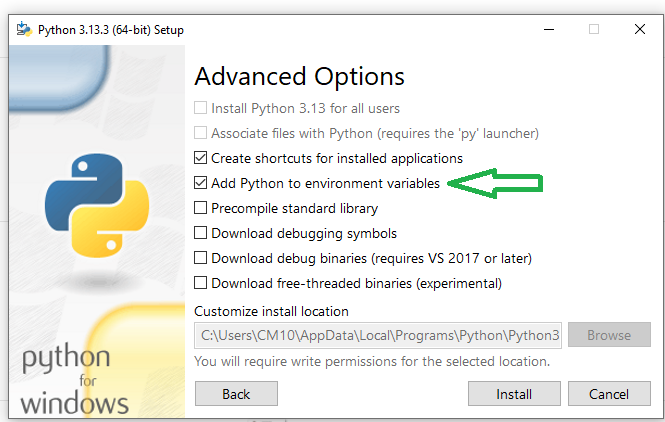 Python 3.13.3 (64-bit) Setup
Advanced Options
Install Python 3.13 for all users
Associate files with Python (requires the 'py' launcher)
Create shortcuts for installed applications
Add Python to environment variables
Precompile standard library
Download debugging symbols
Download debug binaries (requires VS 2017 or later)
Download free-threaded binaries (experimental)
Customize install location
C:\Users\CM10\AppData\Local\Programs\Python\Python3
Browse
You will require write permissions for the selected location.
python
for
windows
Back
Install
Cancel